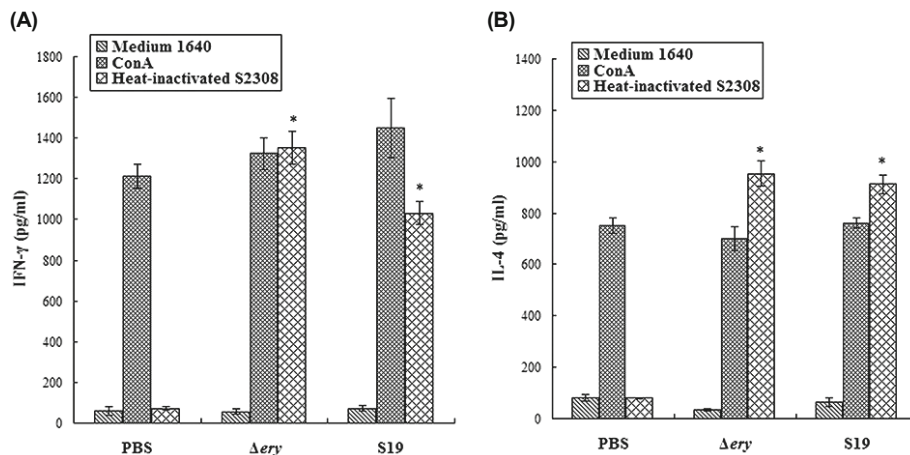 (A)
Medium 1640
ConA
Heat-inactivated S2308
1800
1600
1400
1200
1000
800
600
400
200
0
IFN-γ (pg/ml)
*
*
PBS
Δery
S19
(B)
Medium 1640
ConA
Heat-inactivated S2308
1400
1200
1000
800
600
400
200
0
IL-4 (pg/ml)
*
*
PBS
Δery
S19